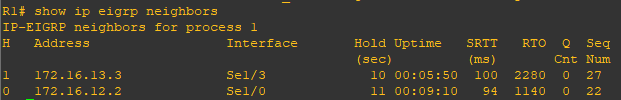 R1# show ip eigrp neighbors
IP-EIGRP neighbors for process 1
H   Address                 Interface       Hold Uptime   SRTT   RTO  Q  Seq
                                            (sec)         (ms)       Cnt Num
1   172.16.13.3             Se1/3             10 00:05:50  100  2280  0  27
0   172.16.12.2             Se1/0             11 00:09:10   94  1140  0  22